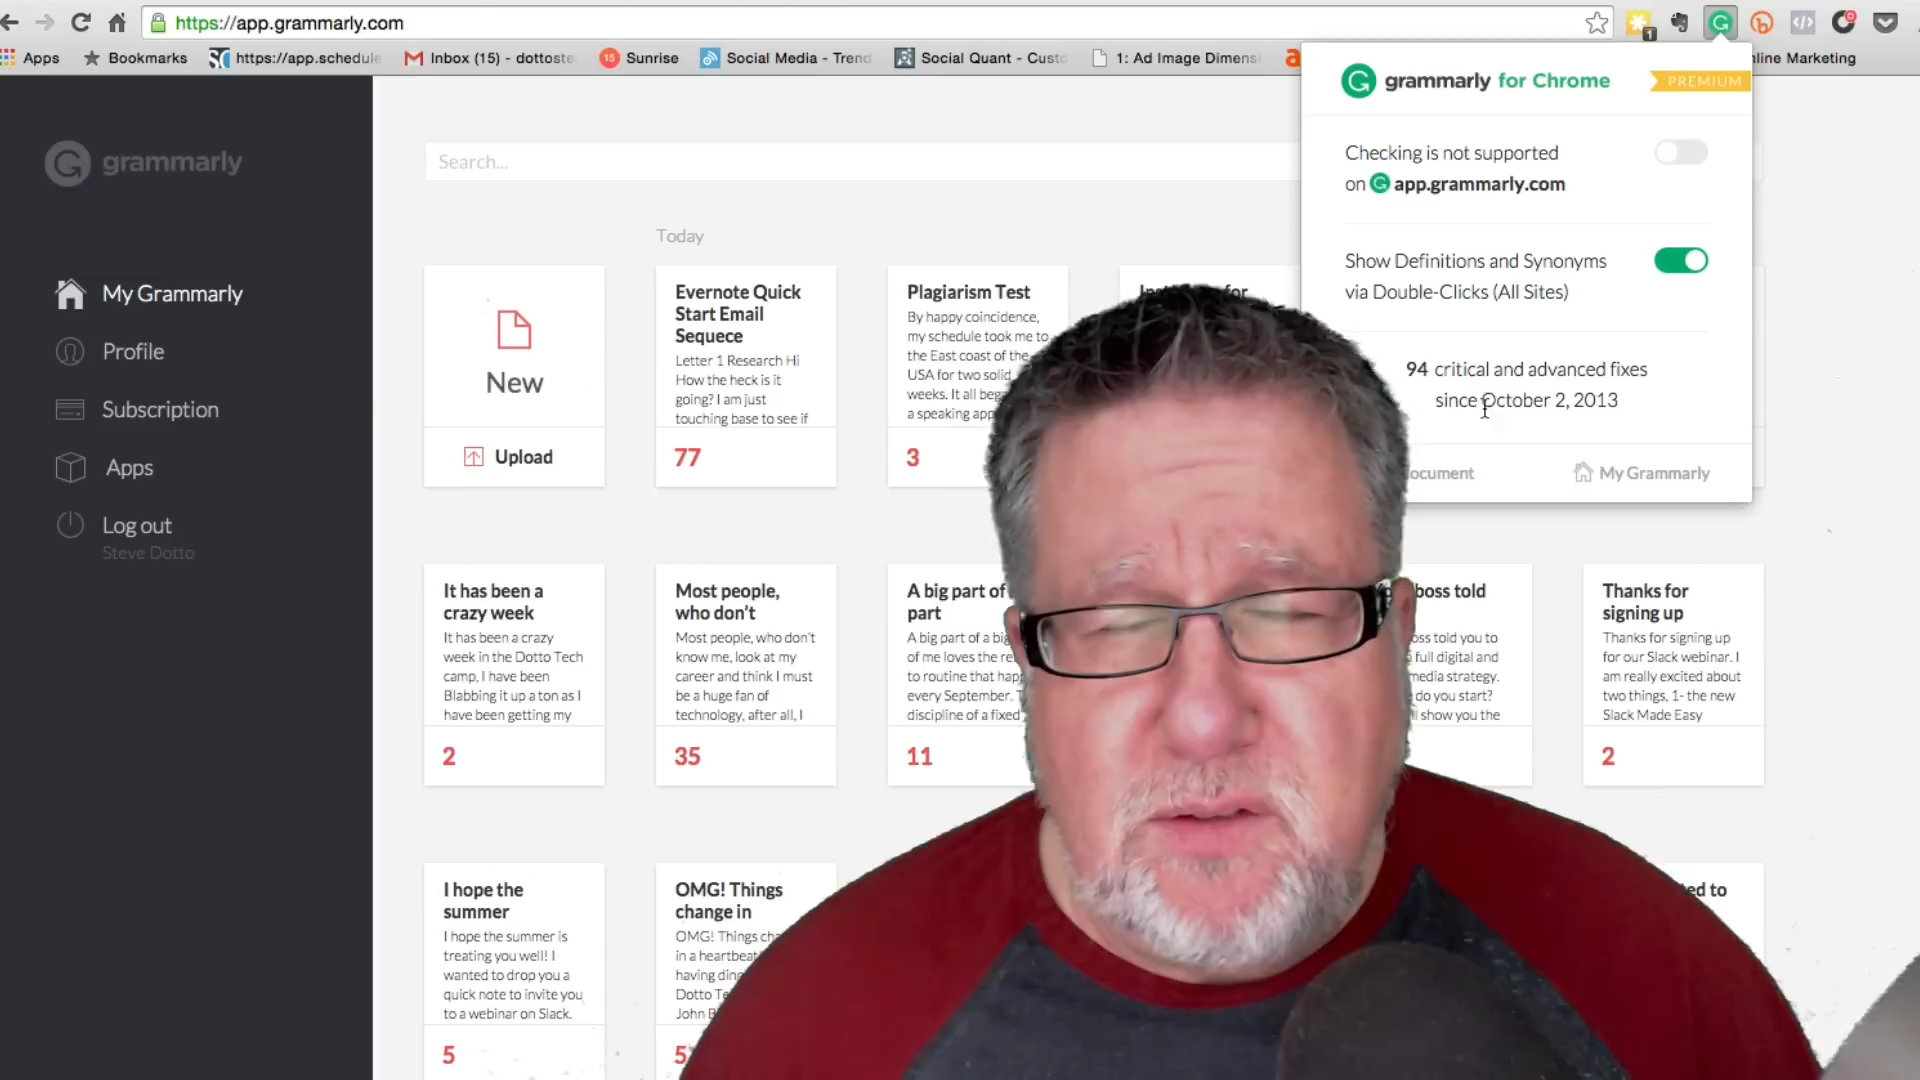 https://app.grammarly.com
1
Apps
Bookmarks
https://app.schedule
Inbox (15) - dottoste
15
Sunrise
Social Media - Trend
Social Quant - Custo
1: Ad Image Dimensi
line Marketing
grammarly for Chrome
PREMIUM
Checking is not supported
on app.grammarly.com
Show Definitions and Synonyms
via Double-Clicks (All Sites)
94 critical and advanced fixes
since October 2, 2013
ocument
My Grammarly
grammarly
My Grammarly
Profile
Subscription
Apps
Log out
Steve Dotto
Search...
Today
New
Upload
Evernote Quick
Start Email
Sequece
Letter 1 Research Hi
How the heck is it
going? I am just
touching base to see if
77
Plagiarism Test
By happy coincidence,
my schedule took me to
the East coast of the
USA for two solid
weeks. It all beg
a speaking app
3
It has been a
crazy week
It has been a crazy
week in the Dotto Tech
camp, I have been
Blabbing it up a ton as I
have been getting my
2
Most people,
who don't
Most people, who don't
know me, look at my
career and think I must
be a huge fan of
technology, after all, I
35
A big part of
part
A big part of a big
of me loves the re
to routine that hap
every September. T
discipline of a fixed
11
boss told
oss told you to
full digital and
media strategy.
do you start?
ll show you the
Thanks for
signing up
Thanks for signing up
for our Slack webinar. I
am really excited about
two things, 1- the new
Slack Made Easy
2
I hope the
summer
I hope the summer is
treating you well! I
wanted to drop you a
quick note to invite you
to a webinar on Slack.
5
OMG! Things
change in
OMG! Things cha
in a heartbeat
having din
Dotto Te
John B
5
ed to